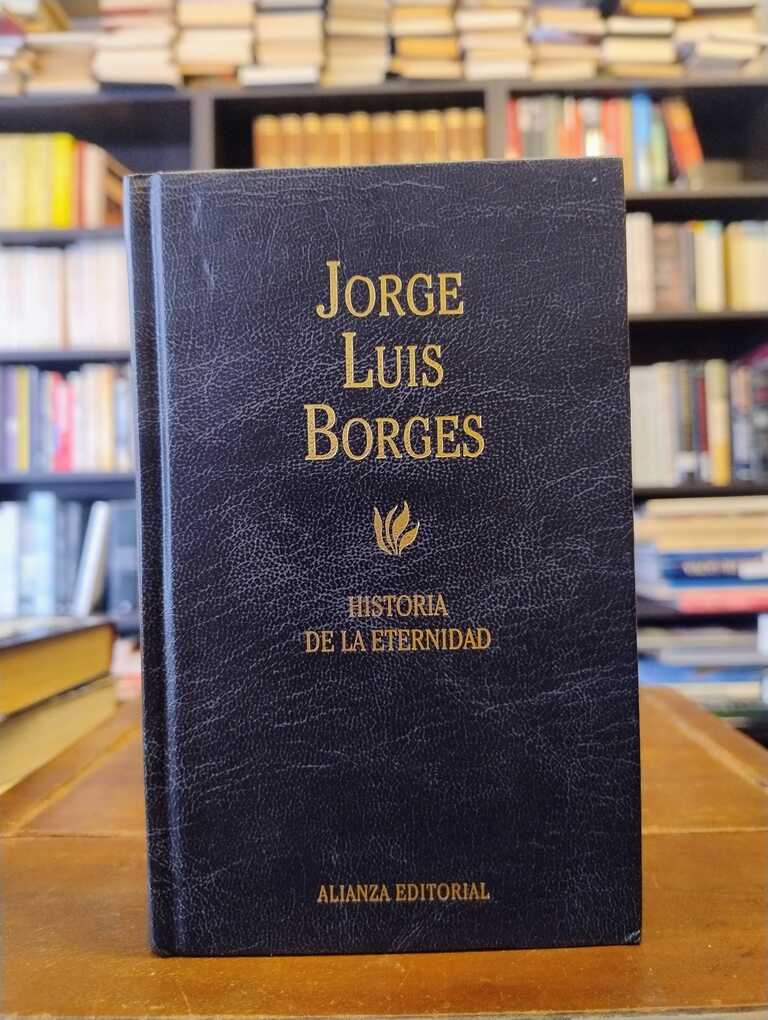 JORGE
LUIS
BORGES
HISTORIA
DE LA ETERNIDAD
ALIANZA EDITORIAL